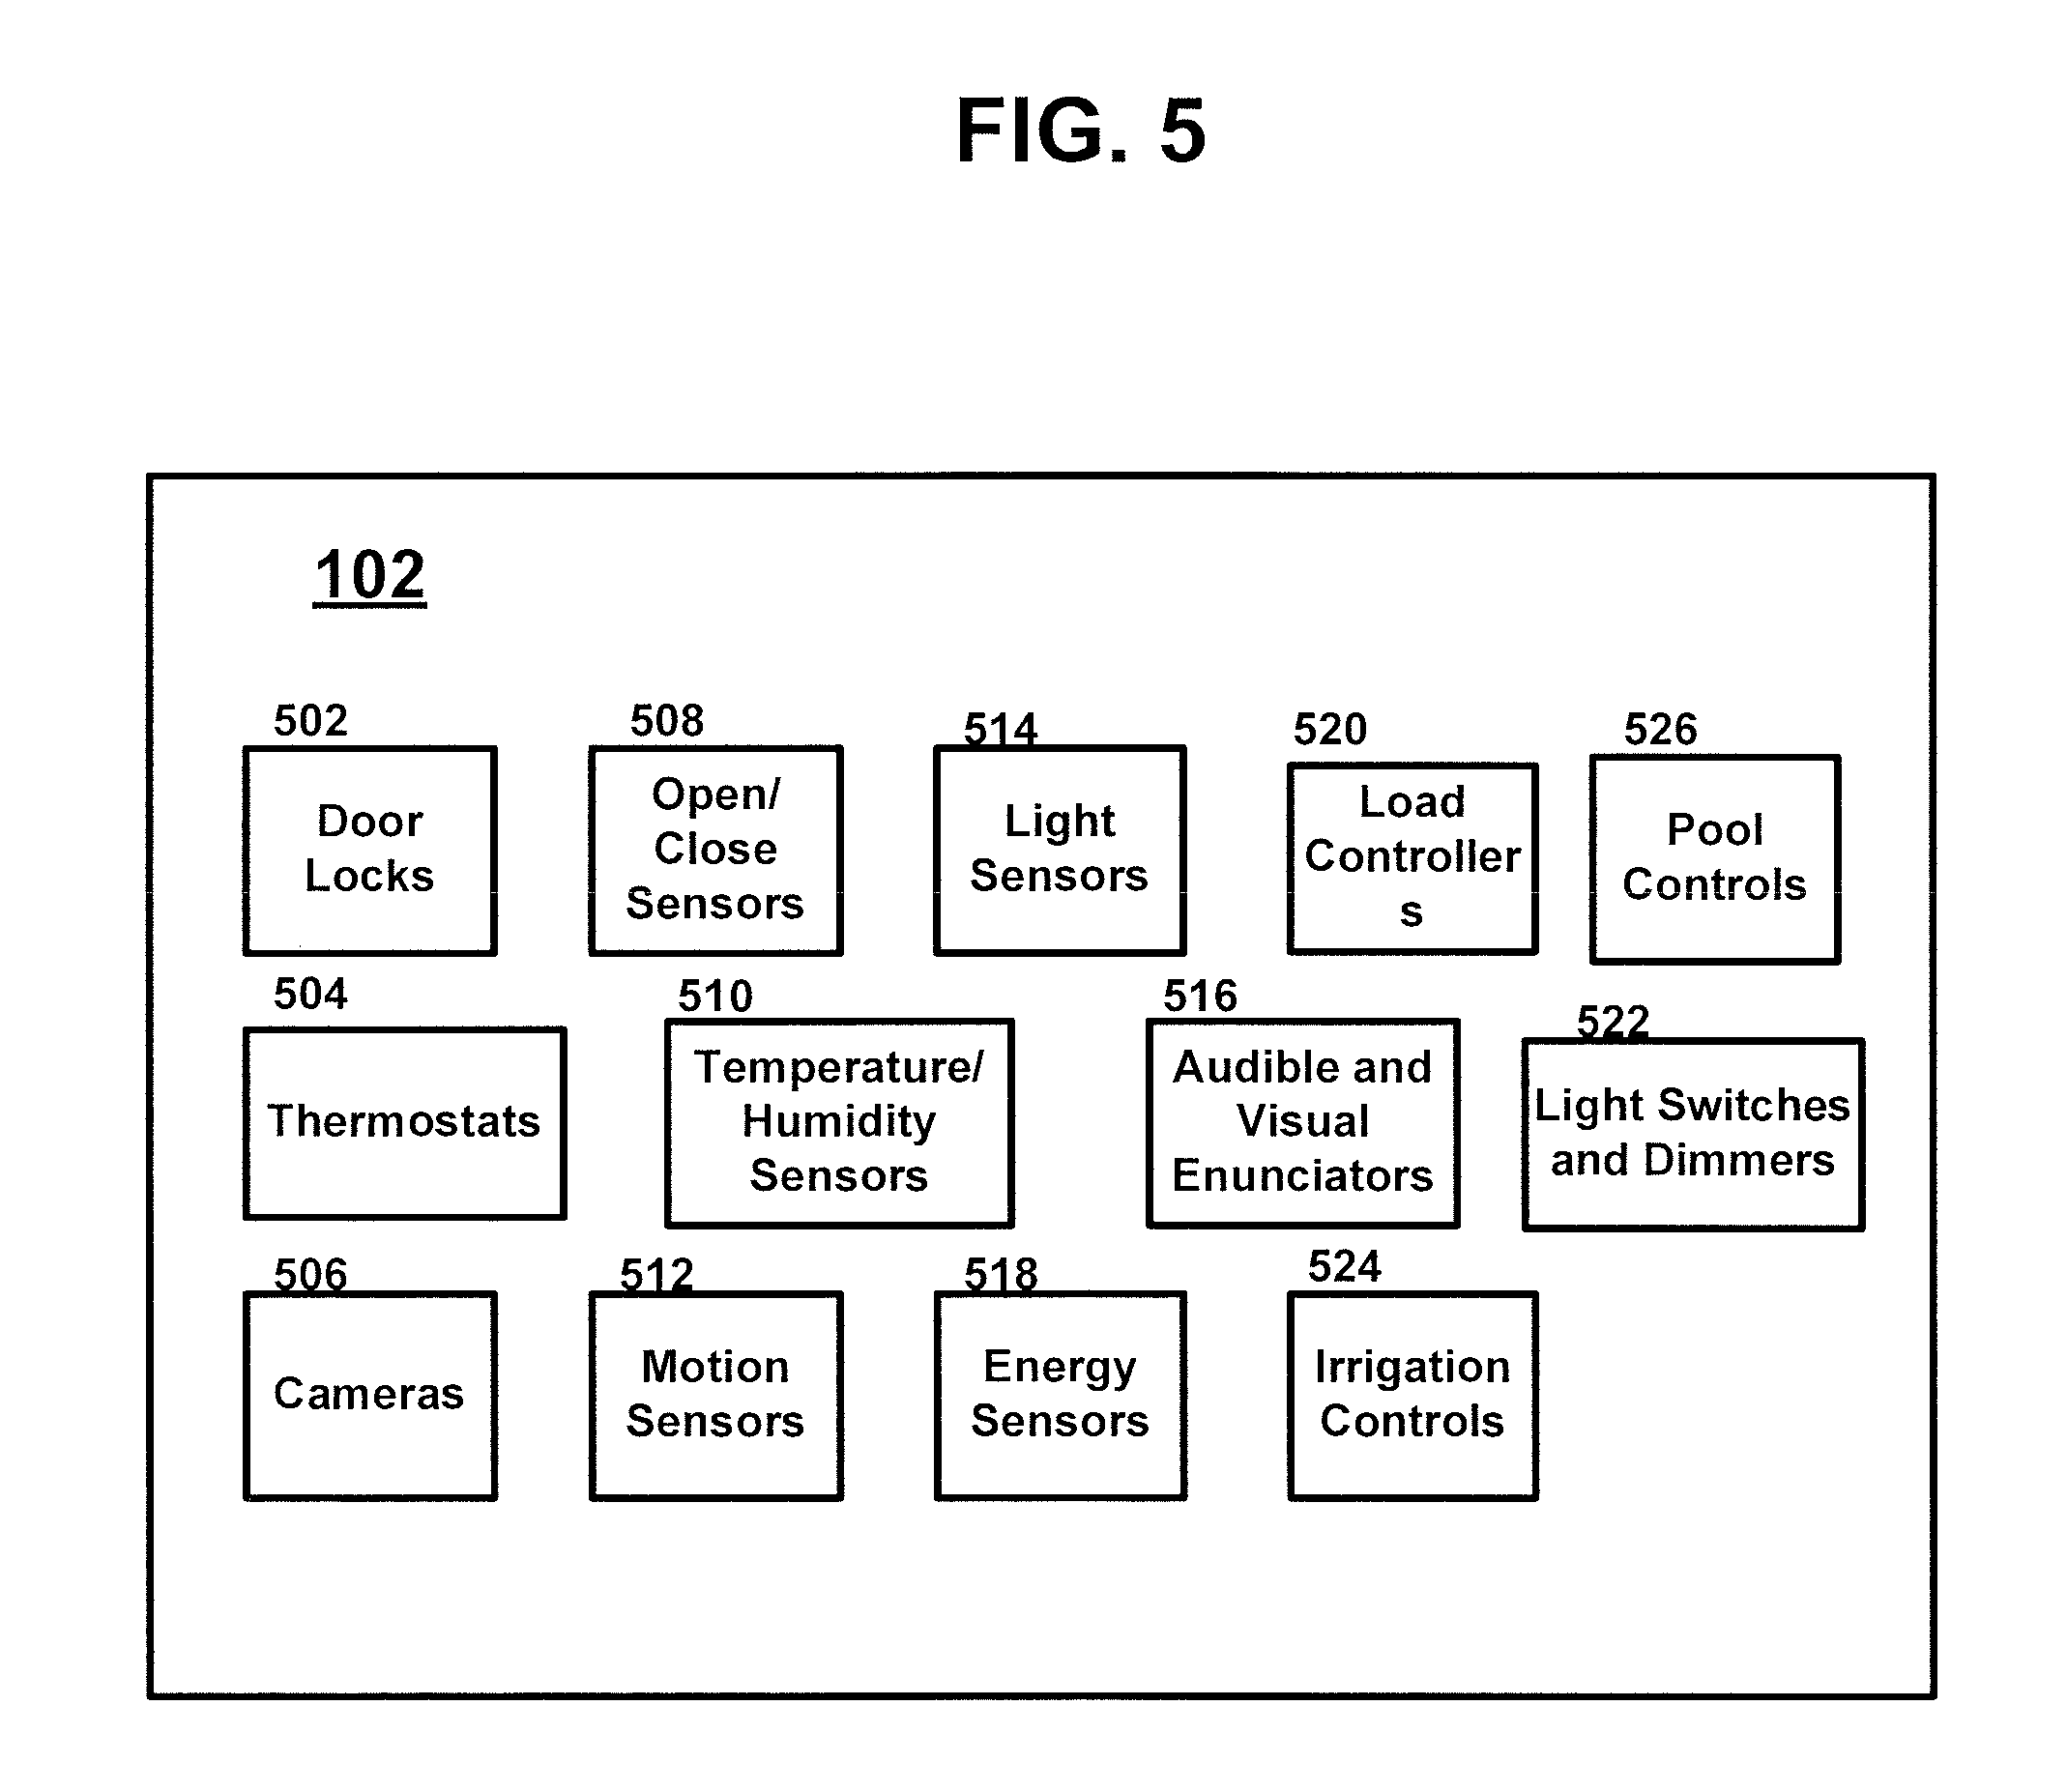 FIG. 5
102
502
Door
Locks
508
Open/
Close
Sensors
514
Light
Sensors
520
Load
Controller
s
526
Pool
Controls
504
Thermostats
510
Temperature/
Humidity
Sensors
516
Audible and
Visual
Enunciators
522
Light Switches
and Dimmers
506
Cameras
512
Motion
Sensors
518
Energy
Sensors
524
Irrigation
Controls